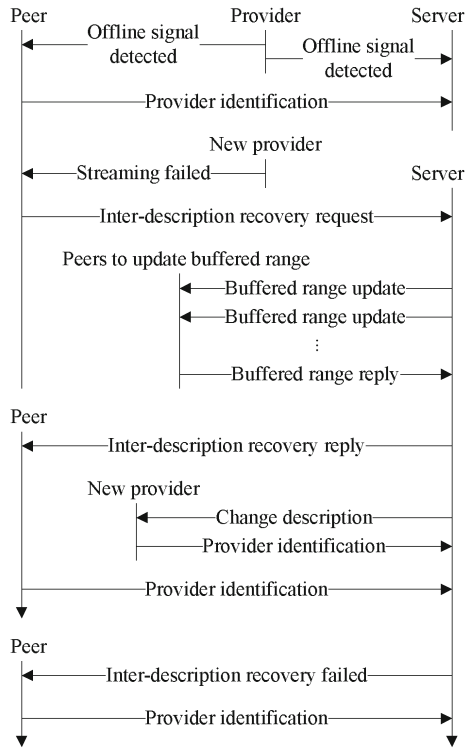 Peer Provider Server
Offline signal
detected
Offline signal
detected
Provider identification
New provider
Streaming failed
Server
Inter-description recovery request
Peers to update buffered range
Buffered range update
Buffered range update
...
Buffered range reply
Peer
Inter-description recovery reply
New provider
Change description
Provider identification
Provider identification
Peer
Inter-description recovery failed
Provider identification